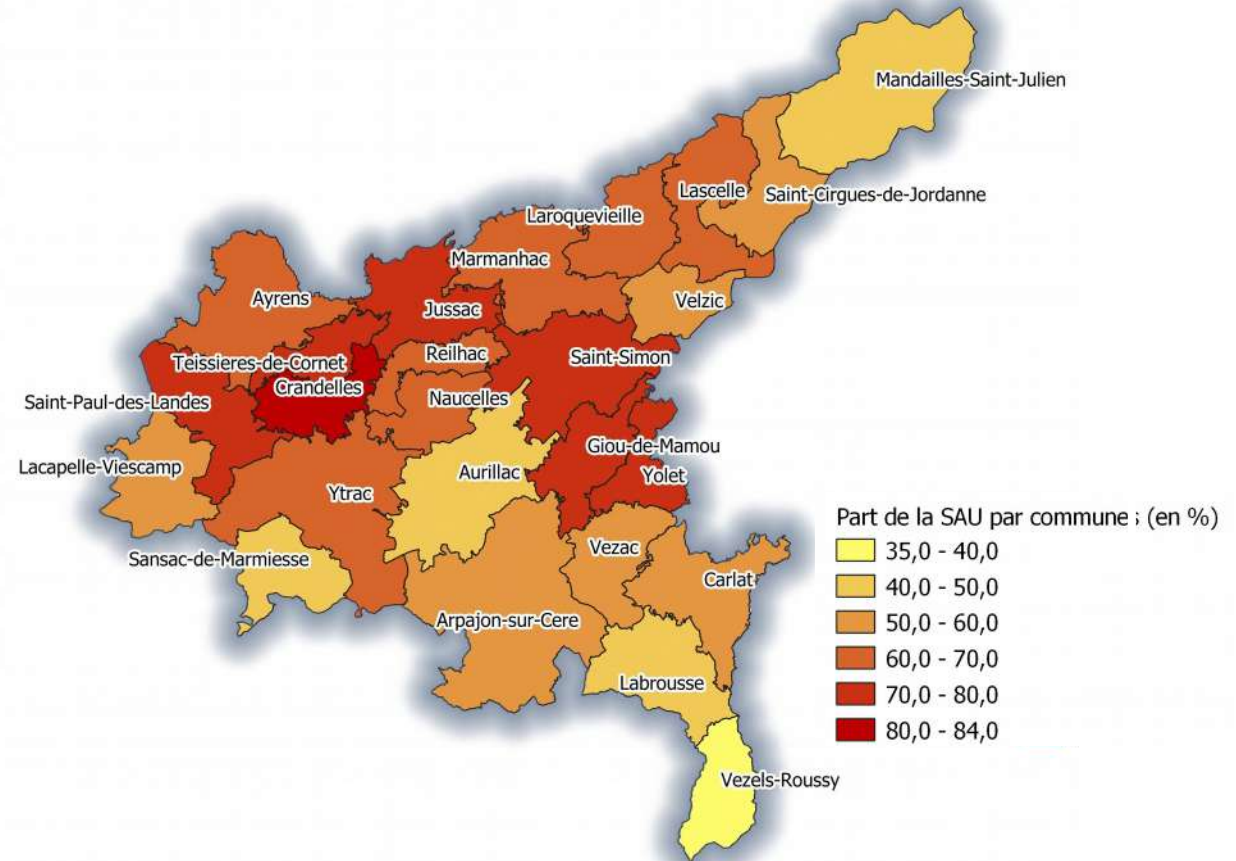 Mandailles-Saint-Julien
Lascelle
Saint-Cirgues-de-Jordanne
Laroquevieille
Marmanhac
Ayrens
Velzic
Jussac
Reilhac
Saint-Simon
Teissieres-de-Cornet
Crandelles
Naucelles
Saint-Paul-des-Landes
Giou-de-Mamou
Lacapelle-Viescamp
Aurillac
Yolet
Ytrac
Part de la SAU par commune ; (en %)
35,0 - 40,0
40,0 - 50,0
50,0 - 60,0
60,0 - 70,0
70,0 - 80,0
80,0 - 84,0
Vezac
Sansac-de-Marmiesse
Carlat
Arpajon-sur-Cere
Labrousse
Vezels-Roussy